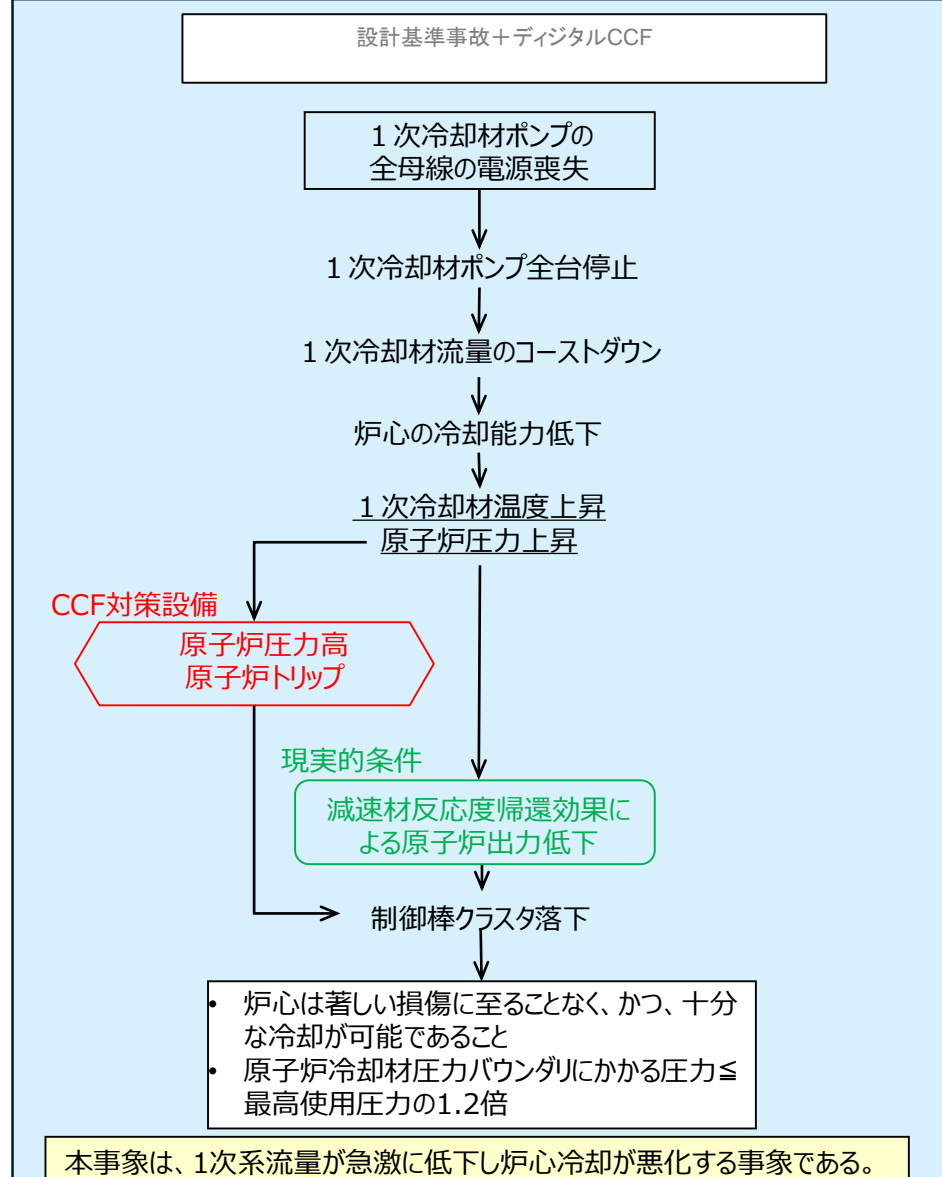 設計基準事故+ディジタルCCF
1次冷却材ポンプの
全母線の電源喪失
1次冷却材ポンプ全台停止
1次冷却材流量のコーストダウン
炉心の冷却能力低下
1次冷却材温度上昇
原子炉圧力上昇
CCF対策設備
原子炉圧力高
原子炉トリップ
現実的条件
減速材反応度帰還効果に
よる原子炉出力低下
制御棒クラスタ落下
• 炉心は著しい損傷に至ることなく、かつ、十分
な冷却が可能であること
• 原子炉冷却材圧力バウンダリにかかる圧力≦
最高使用圧力の1.2倍
本事象は、1次系流量が急激に低下し炉心冷却が悪化する事象である。